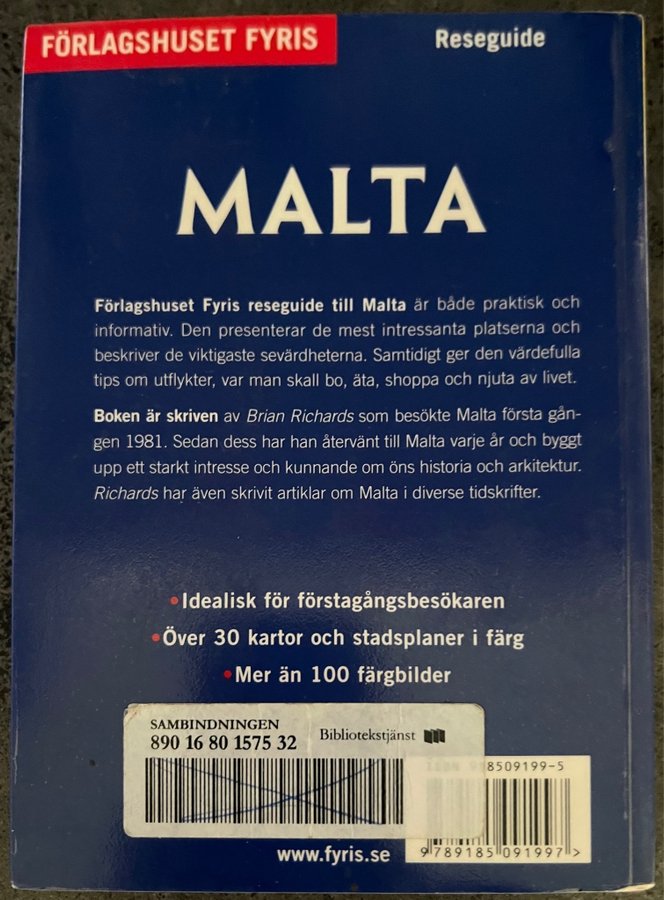 FÖRLAGSHUSET FYRIS
Reseguide
MALTA
Förlagshuset Fyris reseguide till Malta är både praktisk och
informativ. Den presenterar de mest intressanta platserna och
beskriver de viktigaste sevärdheterna. Samtidigt ger den värdefulla
tips om utflykter, var man skall bo, äta, shoppa och njuta av livet.
Boken är skriven av Brian Richards som besökte Malta första gån-
gen 1981. Sedan dess har han återvänt till Malta varje år och byggt
upp ett starkt intresse och kunnande om öns historia och arkitektur.
Richards har även skrivit artiklar om Malta i diverse tidskrifter.
•Idealisk för förstagångsbesökaren
•Över 30 kartor och stadsplaner i färg
•Mer än 100 färgbilder
SAMBINDNINGEN
890 16 80 1575 32
Bibliotekstjänst
8509199-5
9789185091997>
www.fyris.se